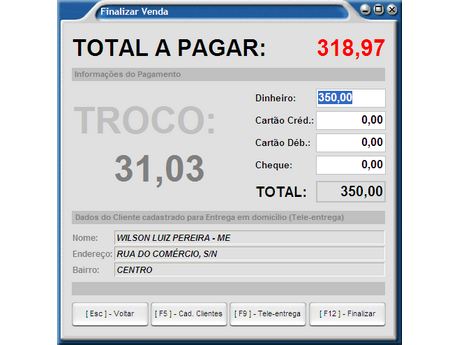 Finalizar Venda
TOTAL A PAGAR: 318,97
Informações do Pagamento
TROCO:
31,03
Dinheiro: 350,00
Cartão Créd.: 0,00
Cartão Déb.: 0,00
Cheque: 0,00
TOTAL: 350,00
Dados do Cliente cadastrado para Entrega em domicílio (Tele-entrega)
Nome: WILSON LUIZ PEREIRA - ME
Endereço: RUA DO COMÉRCIO, S/N
Bairro: CENTRO
[ Esc ] - Voltar [ F5 ] - Cad. Clientes [ F9 ] - Tele-entrega [ F12 ] - Finalizar